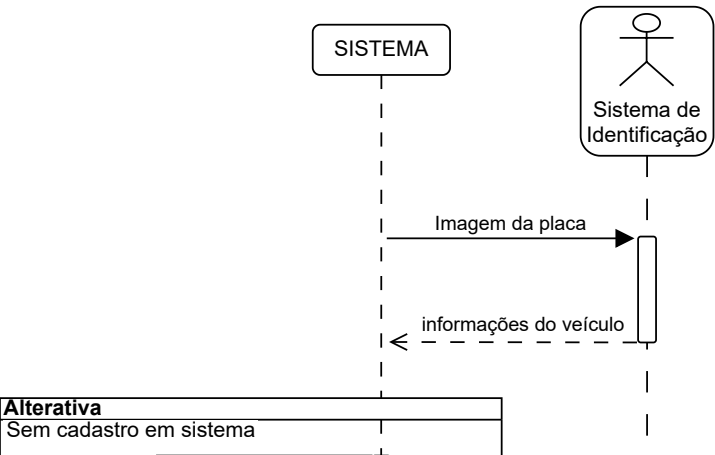 SISTEMA
Sistema de
Identificação
Imagem da placa
informações do veículo
Alterativa
Sem cadastro em sistema